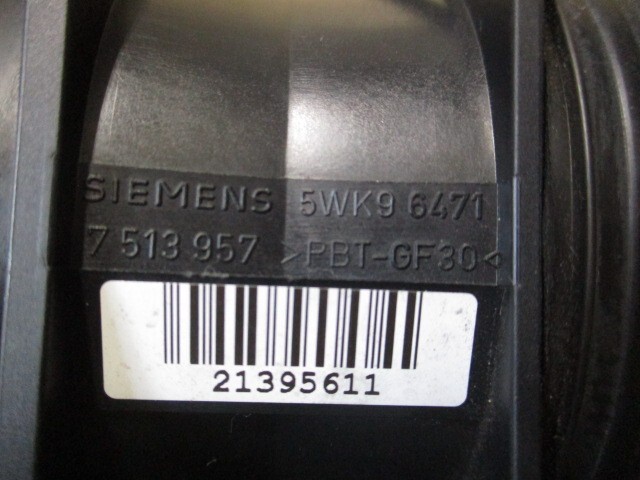 SIEMENS 5WK9 6471
7 513 957 >PBT-GF30<
21395611